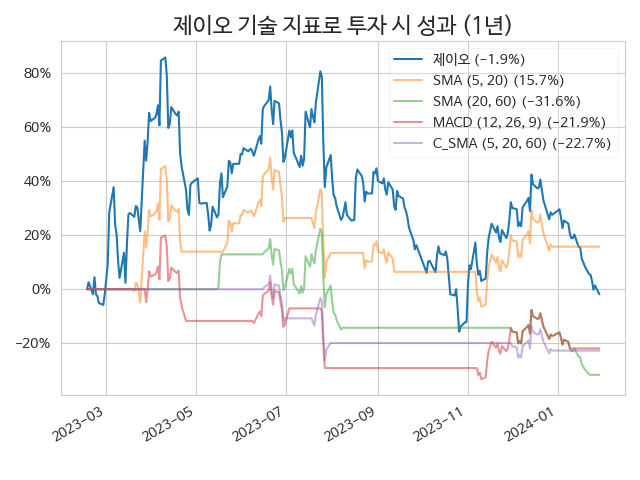 제이오 기술 지표로 투자 시 성과 (1년)
제이오 (−1.9%)
SMA (5, 20) (15.7%)
SMA (20, 60) (−31.6%)
MACD (12, 26, 9) (−21.9%)
C_SMA (5, 20, 60) (−22.7%)
80%
60%
40%
20%
0%
−20%
2023−03
2023−05
2023−07
2023−09
2023−11
2024−01